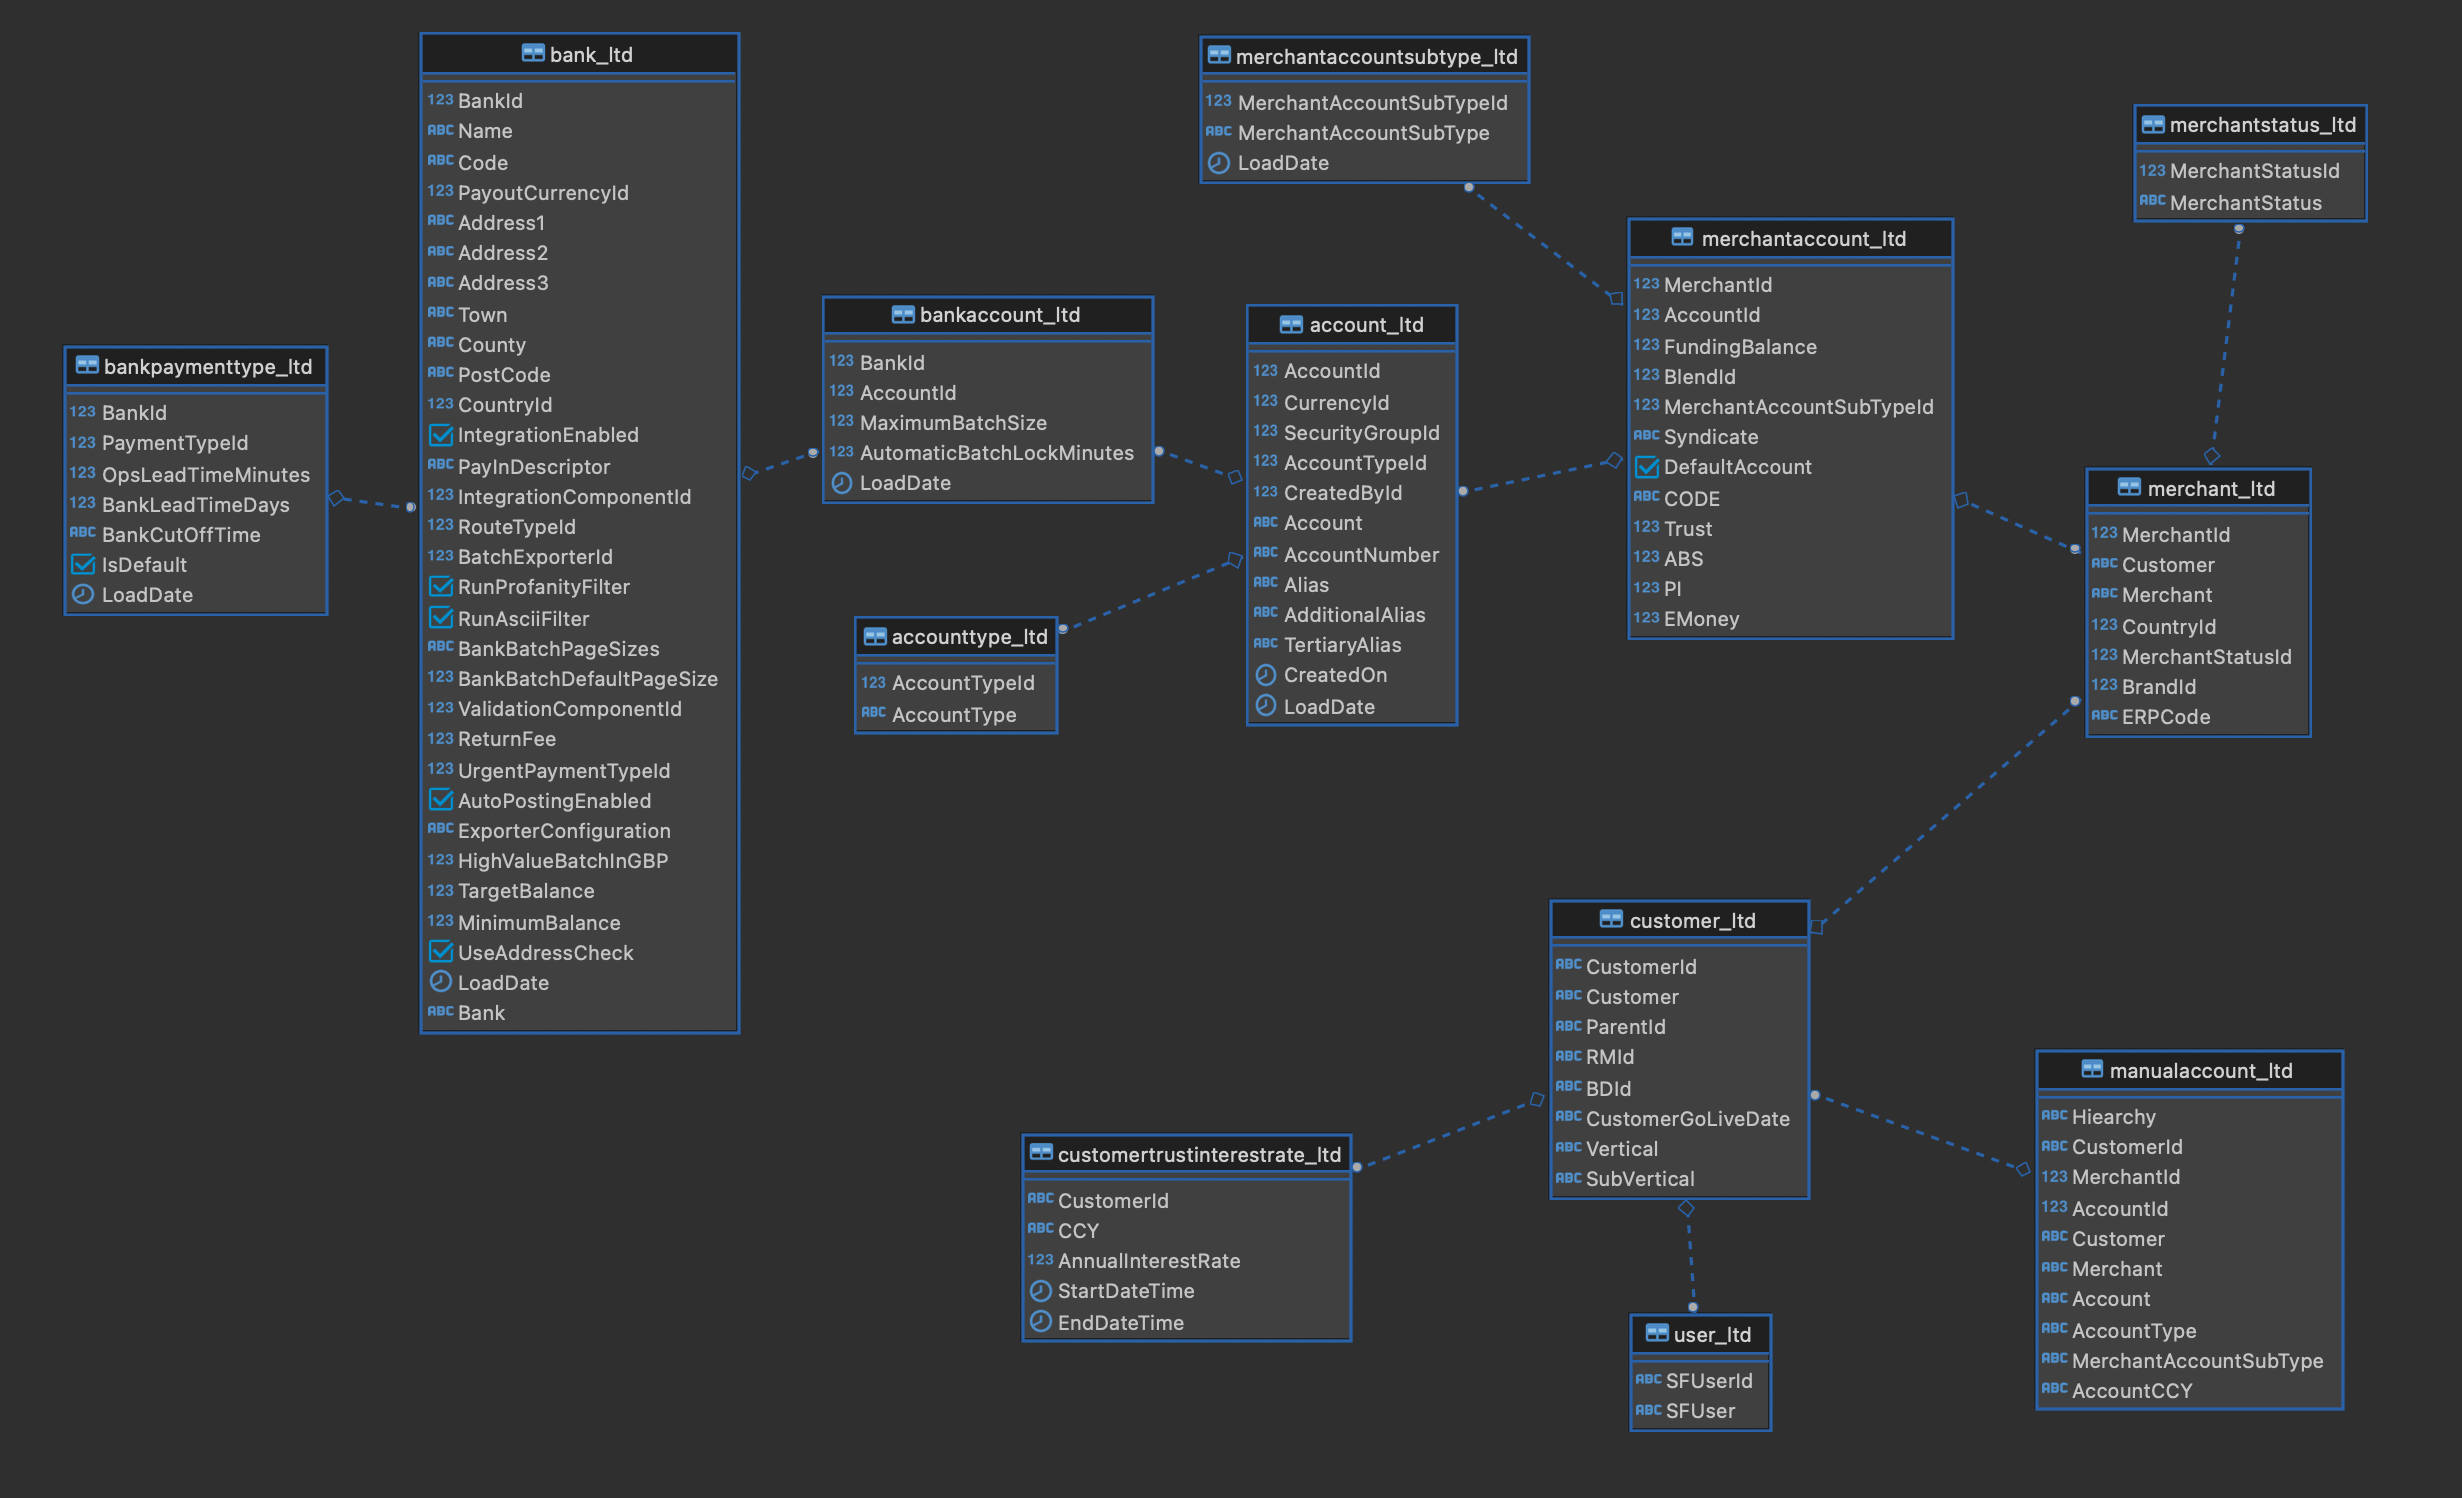 bank_ltd
123 BankId
ABC Name
ABC Code
123 PayoutCurrencyId
ABC Address1
ABC Address2
ABC Address3
ABC Town
ABC County
ABC PostCode
123 CountryId
IntegrationEnabled
ABC PayInDescriptor
123 IntegrationComponentId
123 RouteTypeId
123 BatchExporterId
RunProfanityFilter
RunAsciiFilter
ABC BankBatchPageSizes
123 BankBatchDefaultPageSize
123 ValidationComponentId
123 ReturnFee
123 UrgentPaymentTypeId
AutoPostingEnabled
ABC ExporterConfiguration
123 HighValueBatchInGBP
123 TargetBalance
123 MinimumBalance
UseAddressCheck
LoadDate
ABC Bank
merchantaccountsubtype_ltd
123 MerchantAccountSubTypeId
ABC MerchantAccountSubType
LoadDate
merchantstatus_ltd
123 MerchantStatusId
ABC MerchantStatus
merchantaccount_ltd
123 MerchantId
123 AccountId
123 FundingBalance
123 BlendId
123 MerchantAccountSubTypeId
ABC Syndicate
DefaultAccount
ABC CODE
123 Trust
123 ABS
123 PI
123 EMoney
bankaccount_ltd
123 BankId
123 AccountId
123 MaximumBatchSize
123 AutomaticBatchLockMinutes
LoadDate
account_ltd
123 AccountId
123 CurrencyId
123 SecurityGroupId
123 AccountTypeId
123 CreatedById
ABC Account
ABC AccountNumber
ABC Alias
ABC AdditionalAlias
ABC TertiaryAlias
CreatedOn
LoadDate
bankpaymenttype_ltd
123 BankId
123 PaymentTypeId
123 OpsLeadTimeMinutes
123 BankLeadTimeDays
ABC BankCutOffTime
IsDefault
LoadDate
merchant_ltd
123 MerchantId
ABC Customer
ABC Merchant
123 CountryId
123 MerchantStatusId
123 BrandId
ABC ERPCode
accounttype_ltd
123 AccountTypeId
ABC AccountType
customer_ltd
ABC CustomerId
ABC Customer
ABC ParentId
ABC RMId
ABC BDId
ABC CustomerGoLiveDate
ABC Vertical
ABC SubVertical
manualaccount_ltd
ABC Hiearchy
ABC CustomerId
123 MerchantId
123 AccountId
ABC Customer
ABC Merchant
ABC Account
ABC AccountType
ABC MerchantAccountSubType
ABC AccountCCY
customertrustinterestrate_ltd
ABC CustomerId
ABC CCY
123 AnnualInterestRate
StartDateTime
EndDateTime
user_ltd
ABC SFUserId
ABC SFUser